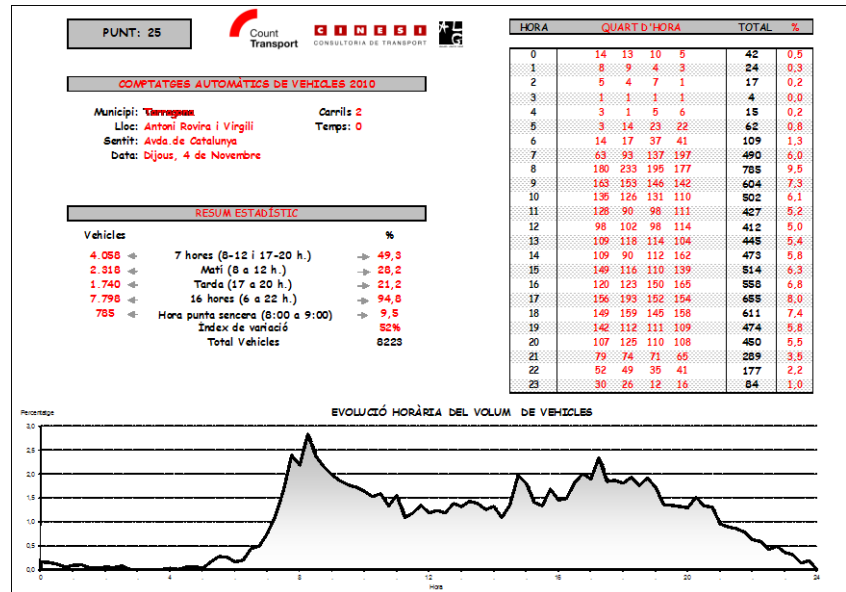 PUNT: 25
Count
Transport
CINESI
CONSULTORIA DE TRANSPORT
COMPTATGES AUTOMÀTICS DE VEHICLES 2010
Municipi: Carrils 2
Lloc: Antoni Rovira i Virgili Temps: 0
Sentit: Avda.de Catalunya
Data: Dijous, 4 de Novembre
RESUM ESTADÍSTIC
Vehicles %
4.058 7 hores (8-12 i 17-20 h.) 49,3
2.318 Matí (8 a 12 h.) 28,2
1.740 Tarda (17 a 20 h.) 21,2
7.798 16 hores (6 a 22 h.) 94,8
785 Hora punta sencera (8:00 a 9:00) 9,5
Índex de variació 52%
Total Vehicles 8223
HORA QUART D'HORA TOTAL %
0 14 13 10 5 42 0,5
1 8 9 4 3 24 0,3
2 5 4 7 1 17 0,2
3 1 1 1 1 4 0,0
4 3 1 5 6 15 0,2
5 3 14 23 22 62 0,8
6 14 17 37 41 109 1,3
7 63 93 137 197 490 6,0
8 180 233 195 177 785 9,5
9 163 153 146 142 604 7,3
10 135 126 131 110 502 6,1
11 128 90 98 111 427 5,2
12 98 102 98 114 412 5,0
13 109 118 114 104 445 5,4
14 109 90 112 162 473 5,8
15 149 116 110 139 514 6,3
16 120 123 150 165 558 6,8
17 156 193 152 154 655 8,0
18 149 159 145 158 611 7,4
19 142 112 111 109 474 5,8
20 107 125 110 108 450 5,5
21 79 74 71 65 289 3,5
22 52 49 35 41 177 2,2
23 30 26 12 16 84 1,0
Percentatge
EVOLUCIÓ HORÀRIA DEL VOLUM DE VEHICLES
3,0
2,5
2,0
1,5
1,0
0,5
0,0
0 4 8 12 16 20 24
Hora